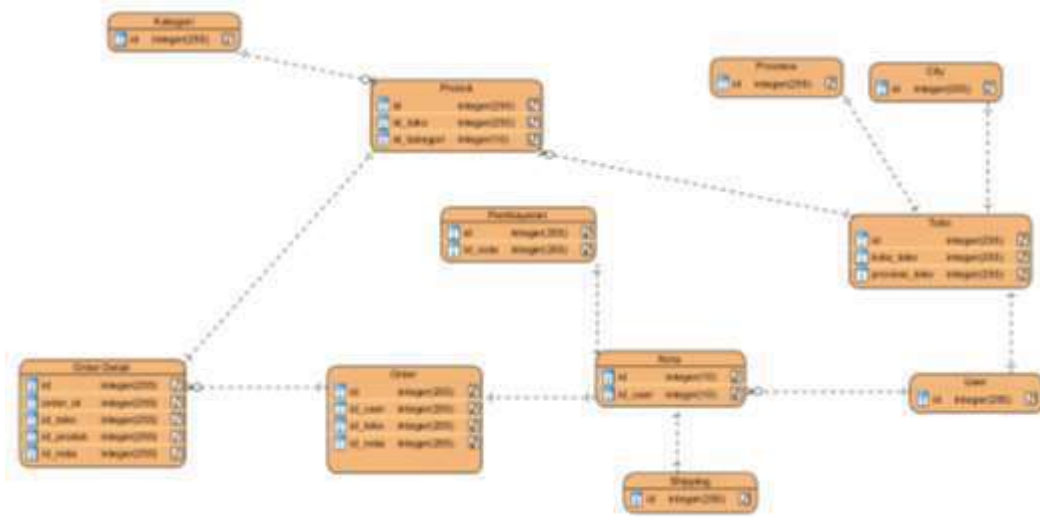 Kategori
id integer(255)
Produk
id integer(255)
id_toko integer(255)
id_kategori integer(10)
Provinsi
id integer(255)
City
id integer(255)
Toko
id integer(255)
kota_toko integer(255)
provinsi_toko integer(255)
Pembayaran
id integer(255)
id_nota integer(255)
Order Detail
id integer(255)
order_id integer(255)
id_toko integer(255)
id_produk integer(255)
id_nota integer(255)
Order
id integer(255)
id_user integer(255)
id_toko integer(255)
id_nota integer(255)
Nota
id integer(10)
id_user integer(10)
User
id integer(255)
Shipping
id integer(255)